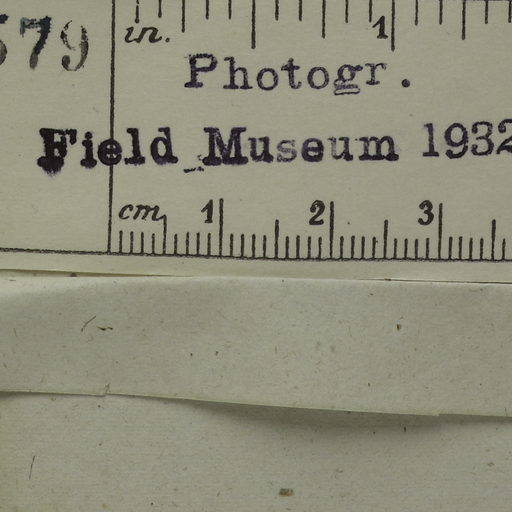 579
in. 1
Photogr.
Field Museum 1932
cm 1 2 3